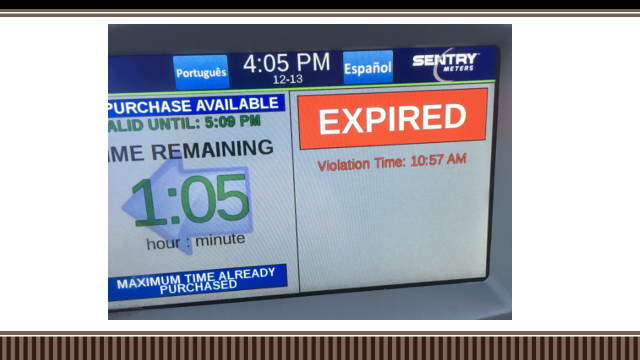 Português
4:05 PM
12-13
Español
SENTRY
METERS
PURCHASE AVAILABLE
ALID UNTIL: 5:09 PM
IME REMAINING
1:05
hour : minute
MAXIMUM TIME ALREADY
PURCHASED
EXPIRED
Violation Time: 10:57 AM